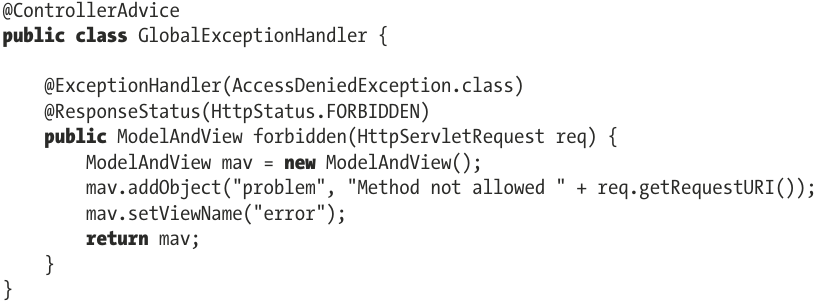 @ControllerAdvice
public class GlobalExceptionHandler {
@ExceptionHandler(AccessDeniedException.class)
@ResponseStatus(HttpStatus.FORBIDDEN)
public ModelAndView forbidden(HttpServletRequest req) {
ModelAndView mav = new ModelAndView();
mav.addObject("problem", "Method not allowed " + req.getRequestURI());
mav.setViewName("error");
return mav;
}
}